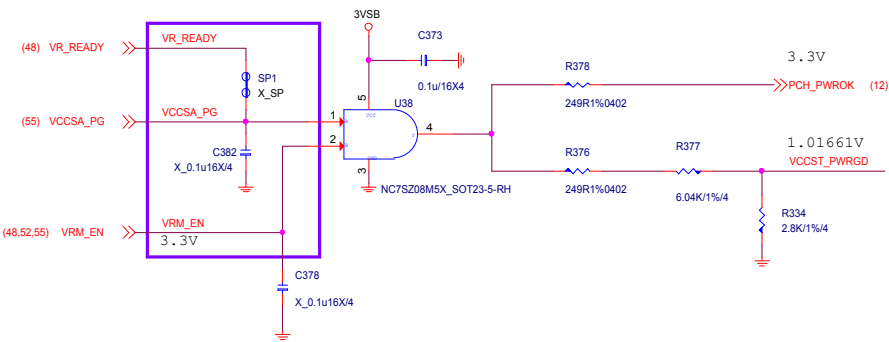 3VSB
(48) VR_READY
VR_READY
C373
0.1u/16X4
SP1
X_SP
R378
249R1%0402
3.3V
PCH_PWROK (12)
(55) VCCSA_PG
VCCSA_PG
1
2
5
VCC
U38
A
B
4
3
GND
NC7SZ08M5X_SOT23-5-RH
C382
X_0.1u16X/4
R376
249R1%0402
R377
6.04K/1%/4
1.01661V
VCCST_PWRGD
R334
2.8K/1%/4
(48,52,55) VRM_EN
VRM_EN
3.3V
C378
X_0.1u16X/4